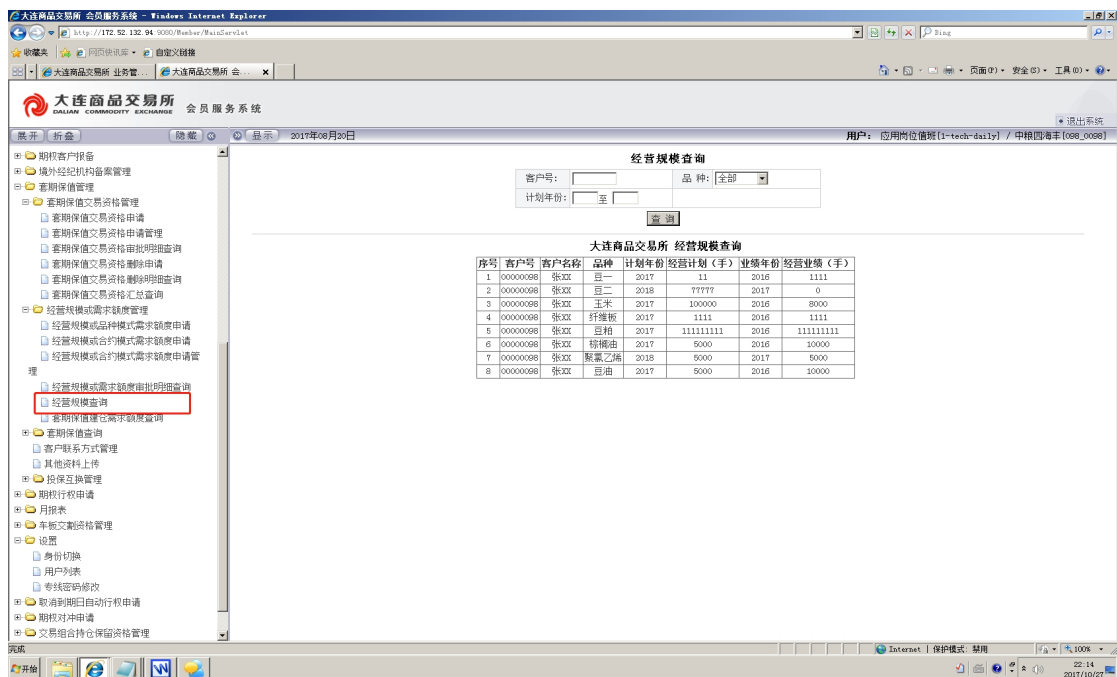 大连商品交易所 会员服务系统 - Windows Internet Explorer
http://172.52.132.94:9080/Member/MainServlet
Bing
收藏夹 网页快讯库 自定义链接
大连商品交易所 业务管... 大连商品交易所 会... x
页面(P) 安全(S) 工具(O)
大连商品交易所 会员服务系统
DALIAN COMMODITY EXCHANGE
退出系统
展开 折叠 隐藏 显示 2017年08月20日 用户: 应用岗位值班[1-tech-daily] / 中粮四海丰[098_0098]
期权客户报备
境外经纪机构备案管理
套期保值管理
套期保值交易资格管理
套期保值交易资格申请
套期保值交易资格申请管理
套期保值交易资格审批明细查询
套期保值交易资格删除申请
套期保值交易资格删除明细查询
套期保值交易资格汇总查询
经营规模或需求额度管理
经营规模或品种模式需求额度申请
经营规模或合约模式需求额度申请
经营规模或合约模式需求额度申请管
理
经营规模或需求额度审批明细查询
经营规模查询
套期保值建仓需求额度查询
套期保值查询
客户联系方式管理
其他资料上传
投保互换管理
期权行权申请
月报表
车板交割资格管理
设置
身份切换
用户列表
专线密码修改
取消到期日自动行权申请
期权对冲申请
交易组合持仓保留资格管理
经营规模查询
客户号: 品 种: 全部
计划年份: 至
查 询
大连商品交易所 经营规模查询
序号 客户号 客户名称 品种 计划年份 经营计划（手） 业绩年份 经营业绩（手）
1 00000098 张XX 豆一 2017 11 2016 1111
2 00000098 张XX 豆二 2018 77777 2017 0
3 00000098 张XX 玉米 2017 100000 2016 8000
4 00000098 张XX 纤维板 2017 1111 2016 1111
5 00000098 张XX 豆粕 2017 111111111 2016 111111111
6 00000098 张XX 棕榈油 2017 5000 2016 10000
7 00000098 张XX 聚氯乙烯 2018 5000 2017 5000
8 00000098 张XX 豆油 2017 5000 2016 10000
完成 Internet | 保护模式: 禁用 100%
开始 22:14
2017/10/27